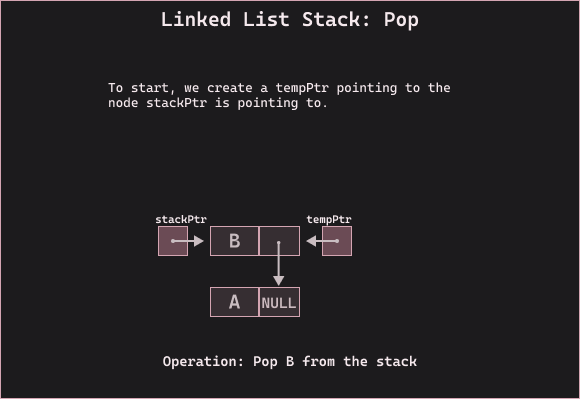 Linked List Stack: Pop
To start, we create a tempPtr pointing to the
node stackPtr is pointing to.
stackPtr
tempPtr
B
A
NULL
Operation: Pop B from the stack